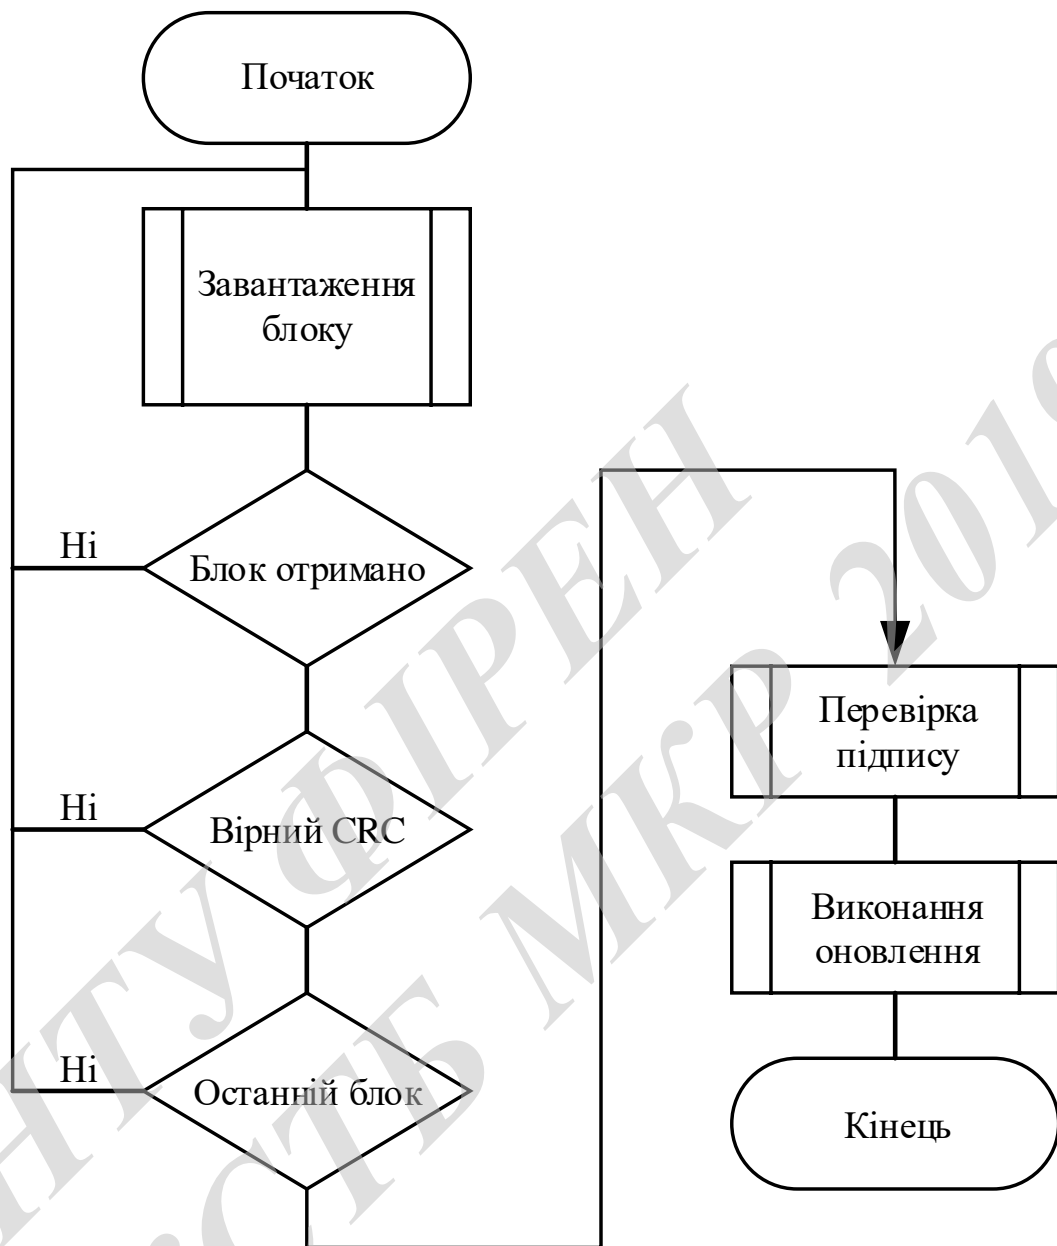 Початок
Завантаження
блоку
Ні
Блок отримано
Ні
Вірний CRC
Ні
Останній блок
Перевірка
підпису
Виконання
оновлення
Кінець
НТУ ФІРЕН
МКР 2019